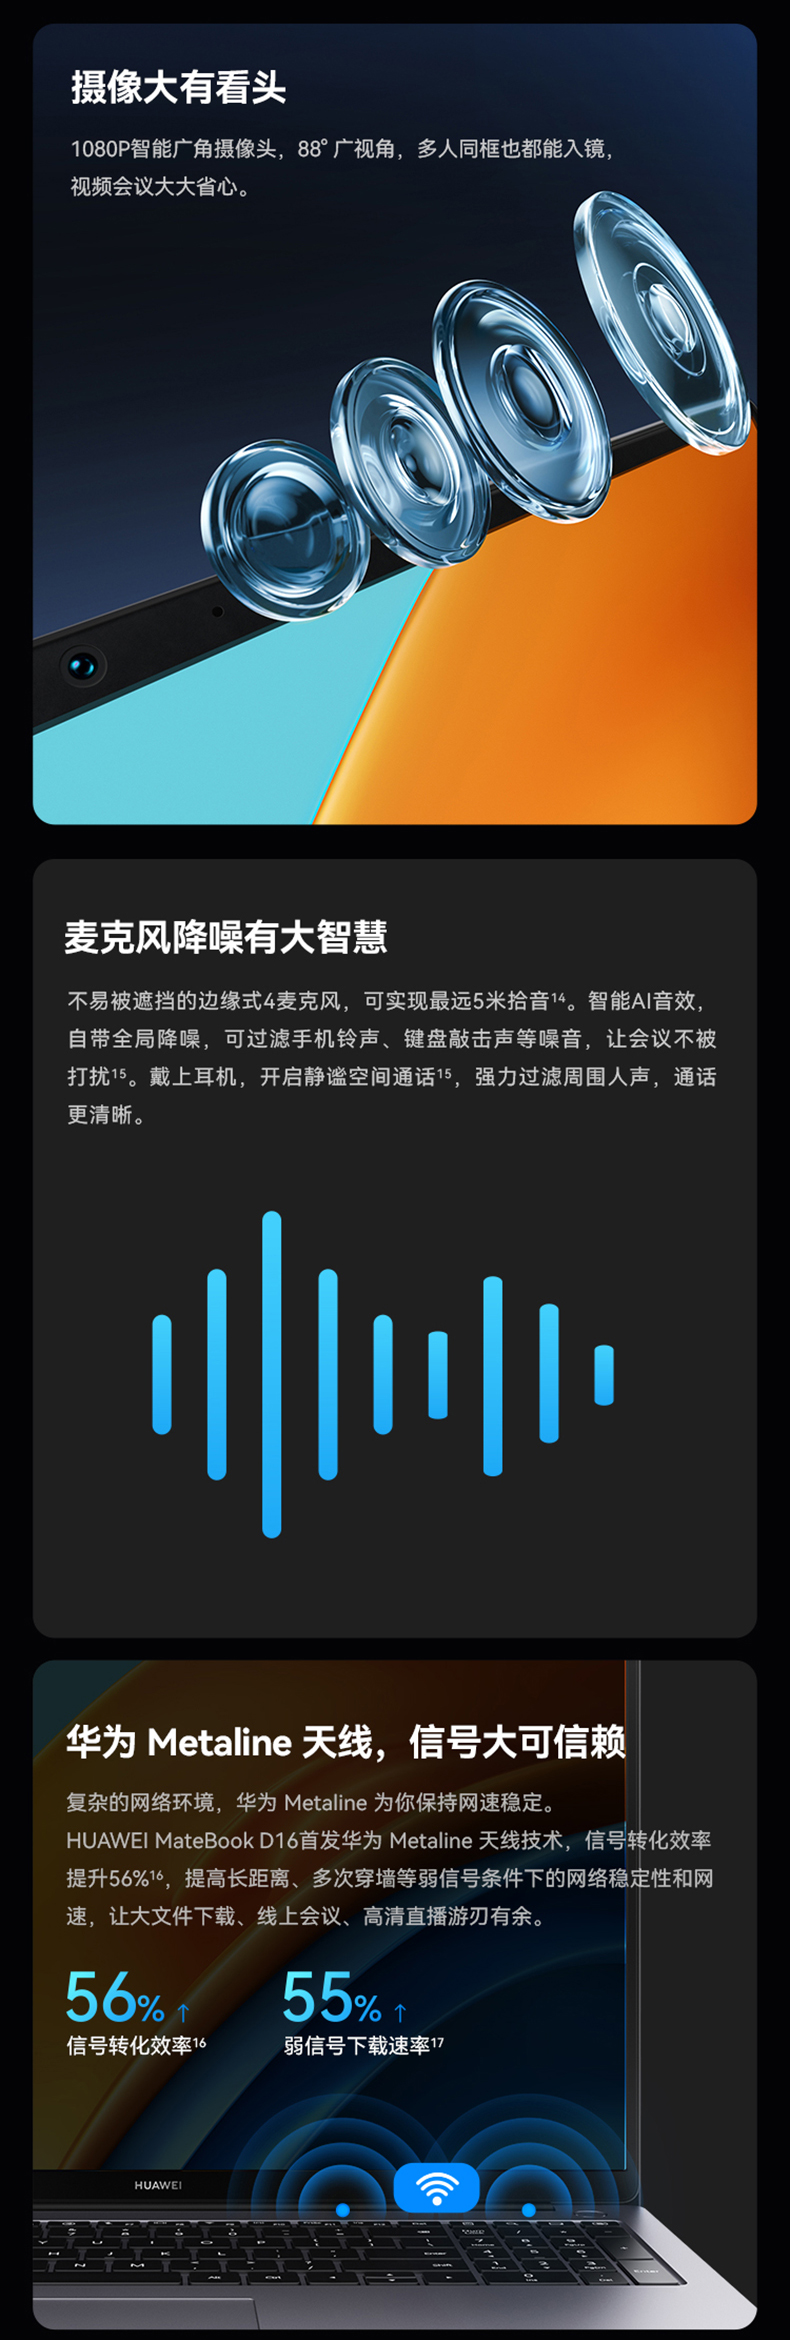 摄像大有看头
1080P智能广角摄像头，88°广视角，多人同框也都能入镜，
视频会议大大省心。
麦克风降噪有大智慧
不易被遮挡的边缘式4麦克风，可实现最远5米拾音¹⁴。智能AI音效，
自带全局降噪，可过滤手机铃声、键盘敲击声等噪音，让会议不被
打扰¹⁵。戴上耳机，开启静谧空间通话¹⁵，强力过滤周围人声，通话
更清晰。
华为 Metaline 天线，信号大可信赖
复杂的网络环境，华为 Metaline 为你保持网速稳定。
HUAWEI MateBook D16首发华为 Metaline 天线技术，信号转化效率
提升56%¹⁶，提高长距离、多次穿墙等弱信号条件下的网络稳定性和网
速，让大文件下载、线上会议、高清直播游刃有余。
56%↑ 55%↑
信号转化效率¹⁶ 弱信号下载速率¹⁷
HUAWEI